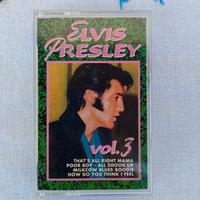 ELVIS
PRESLEY
vol.3
THAT'S ALL RIGHT MAMA
POOR BOY - ALL SHOOK UP
MILKCOW BLUES BOOGIE
HOW DO YOU THINK I FEEL